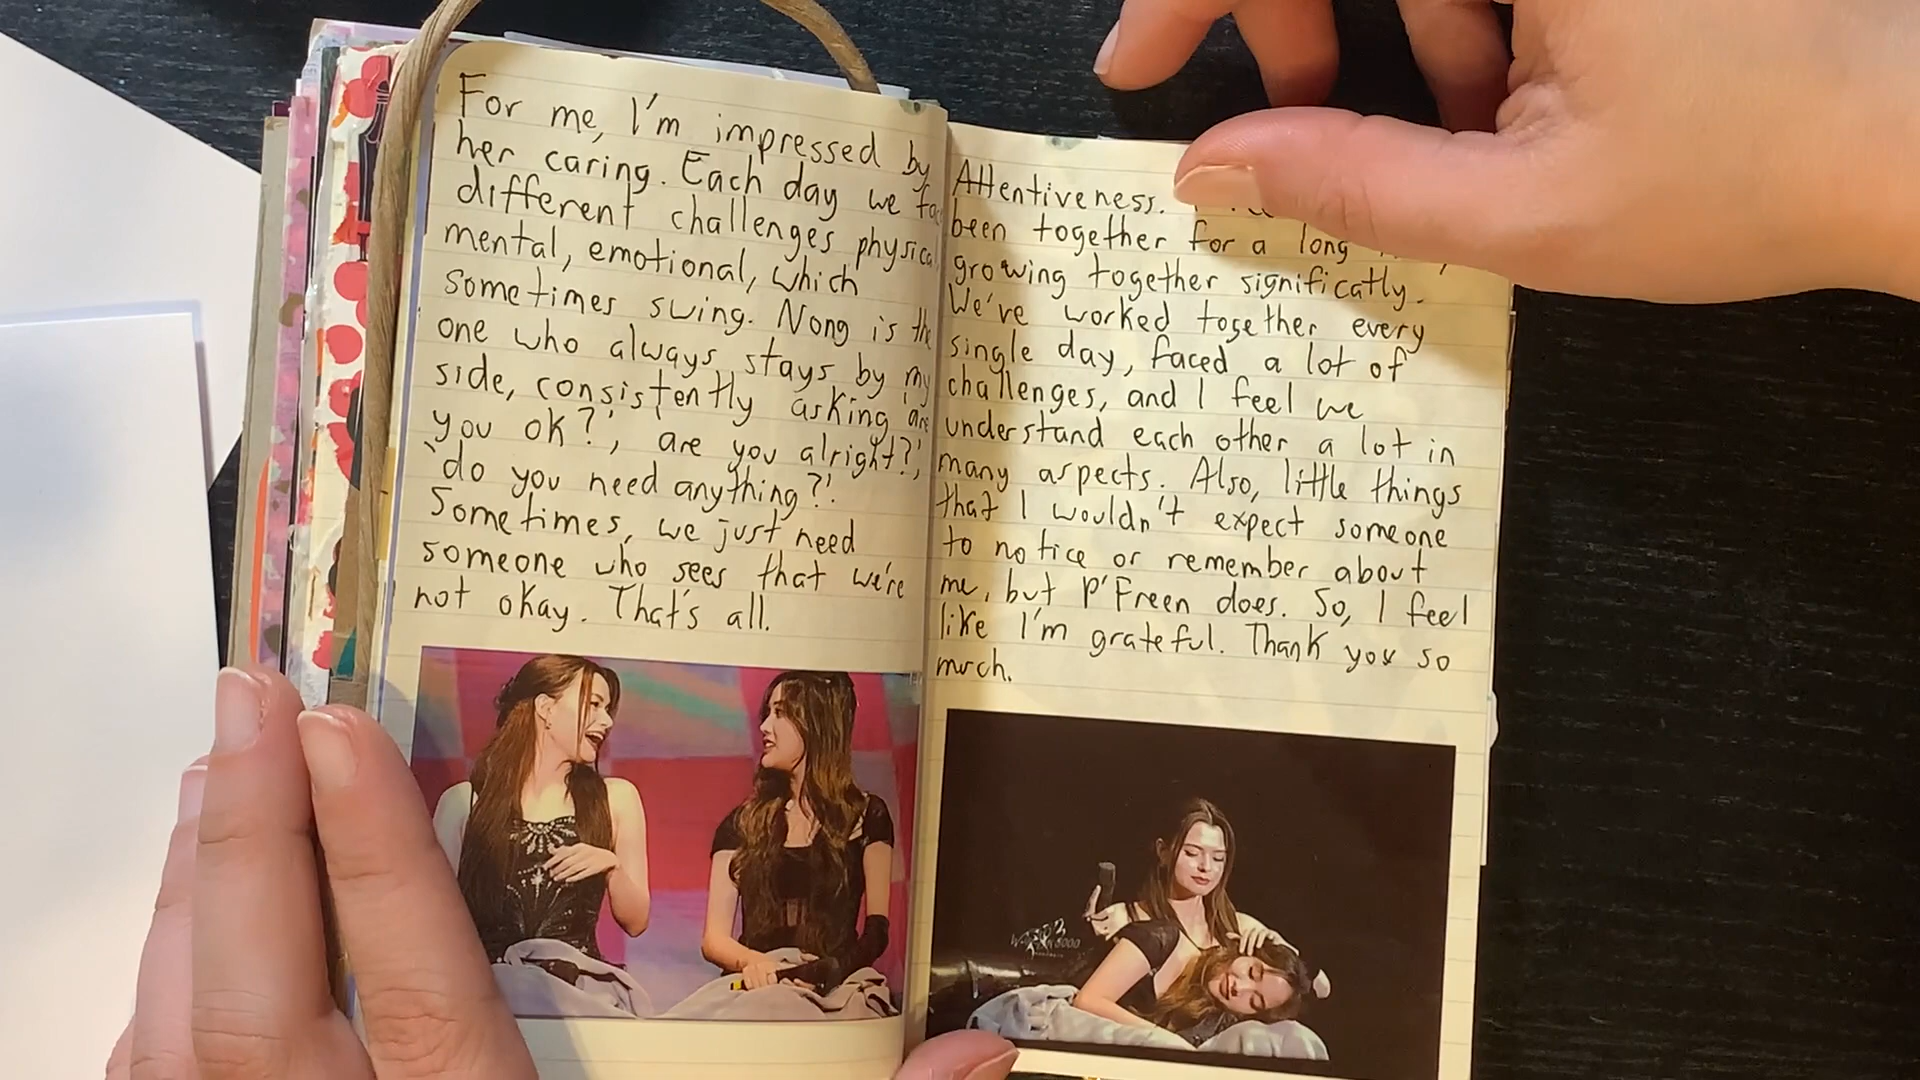 For me, I'm impressed by
her caring. Each day we
different challenges physical
mental, emotional, which
sometimes swing. Nong is the
one who always stays by my
side, consistently asking 'are
you ok?', 'are you alright?',
'do you need anything?'.
Sometimes, we just need
someone who sees that we're
not okay. That's all.
Attentiveness.
been together for a long
growing together significatly.
We've worked together every
single day, faced a lot of
challenges, and I feel we
understand each other a lot in
many aspects. Also, little things
that I wouldn't expect someone
to notice or remember about
me, but P'Freen does. So, I feel
like I'm grateful. Thank you so
much.